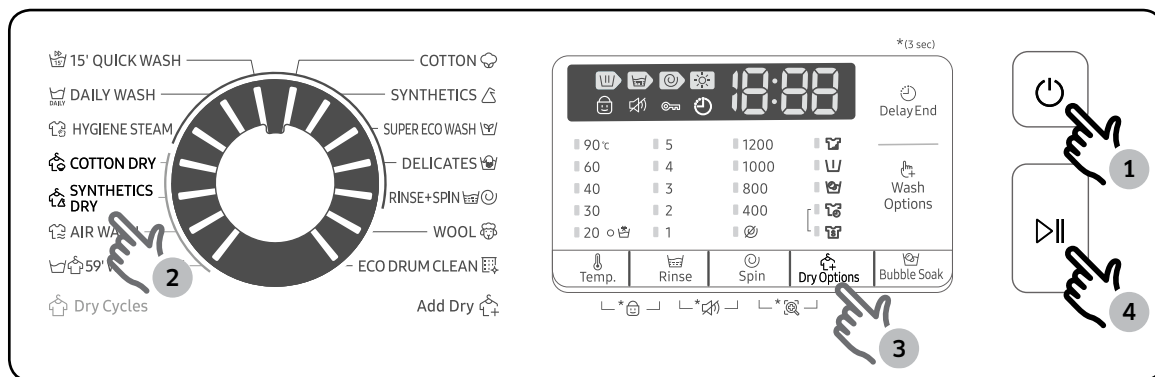 15' QUICK WASH
DAILY WASH
HYGIENE STEAM
COTTON DRY
SYNTHETICS
DRY
AIR WA
59'
Dry Cycles
COTTON
SYNTHETICS
SUPER ECO WASH
DELICATES
RINSE+SPIN
WOOL
ECO DRUM CLEAN
Add Dry
2
*(3 sec)
18:88
Delay End
Wash
Options
90℃ 5 1200
60 4 1000
40 3 800
30 2 400
20 1
Temp. Rinse Spin Dry Options Bubble Soak
* * *
3
1
4